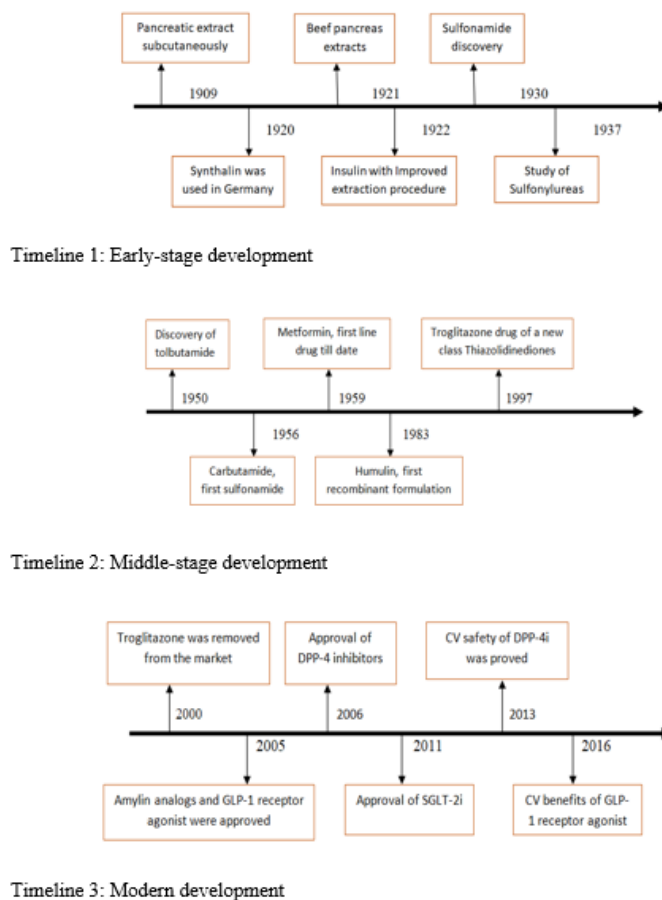 Pancreatic extract
subcutaneously
Beef pancreas
extracts
Sulfonamide
discovery
1909
1921
1930
1920
1922
1937
Synthalin was
used in Germany
Insulin with Improved
extraction procedure
Study of
Sulfonylureas
Timeline 1: Early-stage development
Discovery of
tolbutamide
Metformin, first line
drug till date
Troglitazone drug of a new
class Thiazolidinediones
1950
1959
1997
1956
1983
Carbutamide,
first sulfonamide
Humulin, first
recombinant formulation
Timeline 2: Middle-stage development
Troglitazone was removed
from the market
Approval of
DPP-4 inhibitors
CV safety of DPP-4i
was proved
2000
2006
2013
2005
2011
2016
Amylin analogs and GLP-1 receptor
agonist were approved
Approval of SGLT-2i
CV benefits of GLP-
1 receptor agonist
Timeline 3: Modern development